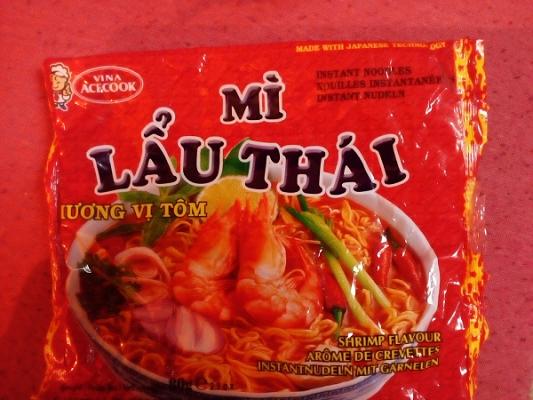 MADE WITH JAPANESE TECHNOLOGY
VINA
ACECOOK
INSTANT NOODLES
NOUILLES INSTANTANÉES
INSTANT NUDELN
MÌ
LẨU THÁI
HƯƠNG VỊ TÔM
SHRIMP FLAVOUR
ARÔME DE CREVETTES
INSTANTNUDELN MIT GARNELEN
80g